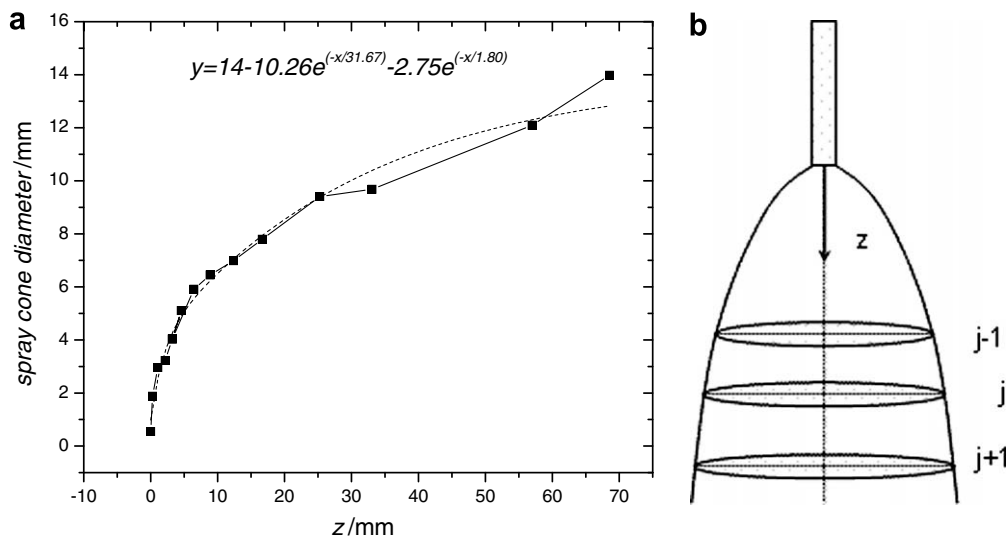 a
y=14-10.26e^(-x/31.67)-2.75e^(-x/1.80)
spray cone diameter /mm
16
14
12
10
8
6
4
2
0
-10 0 10 20 30 40 50 60 70
z /mm
b
z
j-1
j
j+1